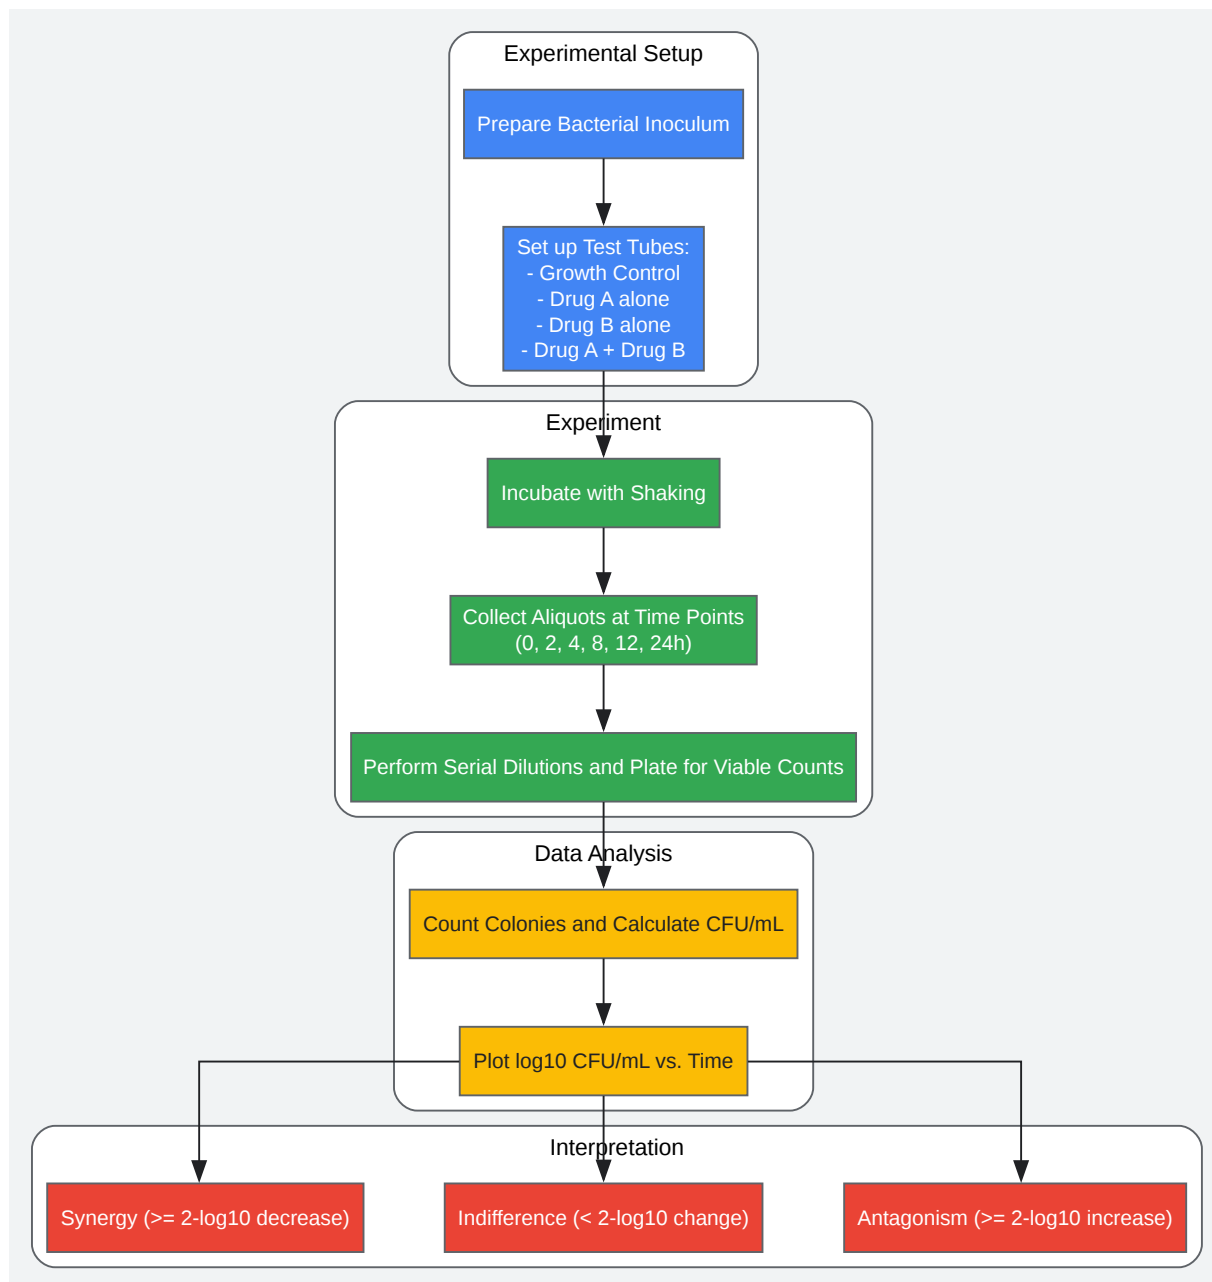 Experimental Setup
Prepare Bacterial Inoculum
Set up Test Tubes:
- Growth Control
- Drug A alone
- Drug B alone
- Drug A + Drug B
Experiment
Incubate with Shaking
Collect Aliquots at Time Points
(0, 2, 4, 8, 12, 24h)
Perform Serial Dilutions and Plate for Viable Counts
Data Analysis
Count Colonies and Calculate CFU/mL
Plot log10 CFU/mL vs. Time
Interpretation
Synergy (>= 2-log10 decrease)
Indifference (< 2-log10 change)
Antagonism (>= 2-log10 increase)